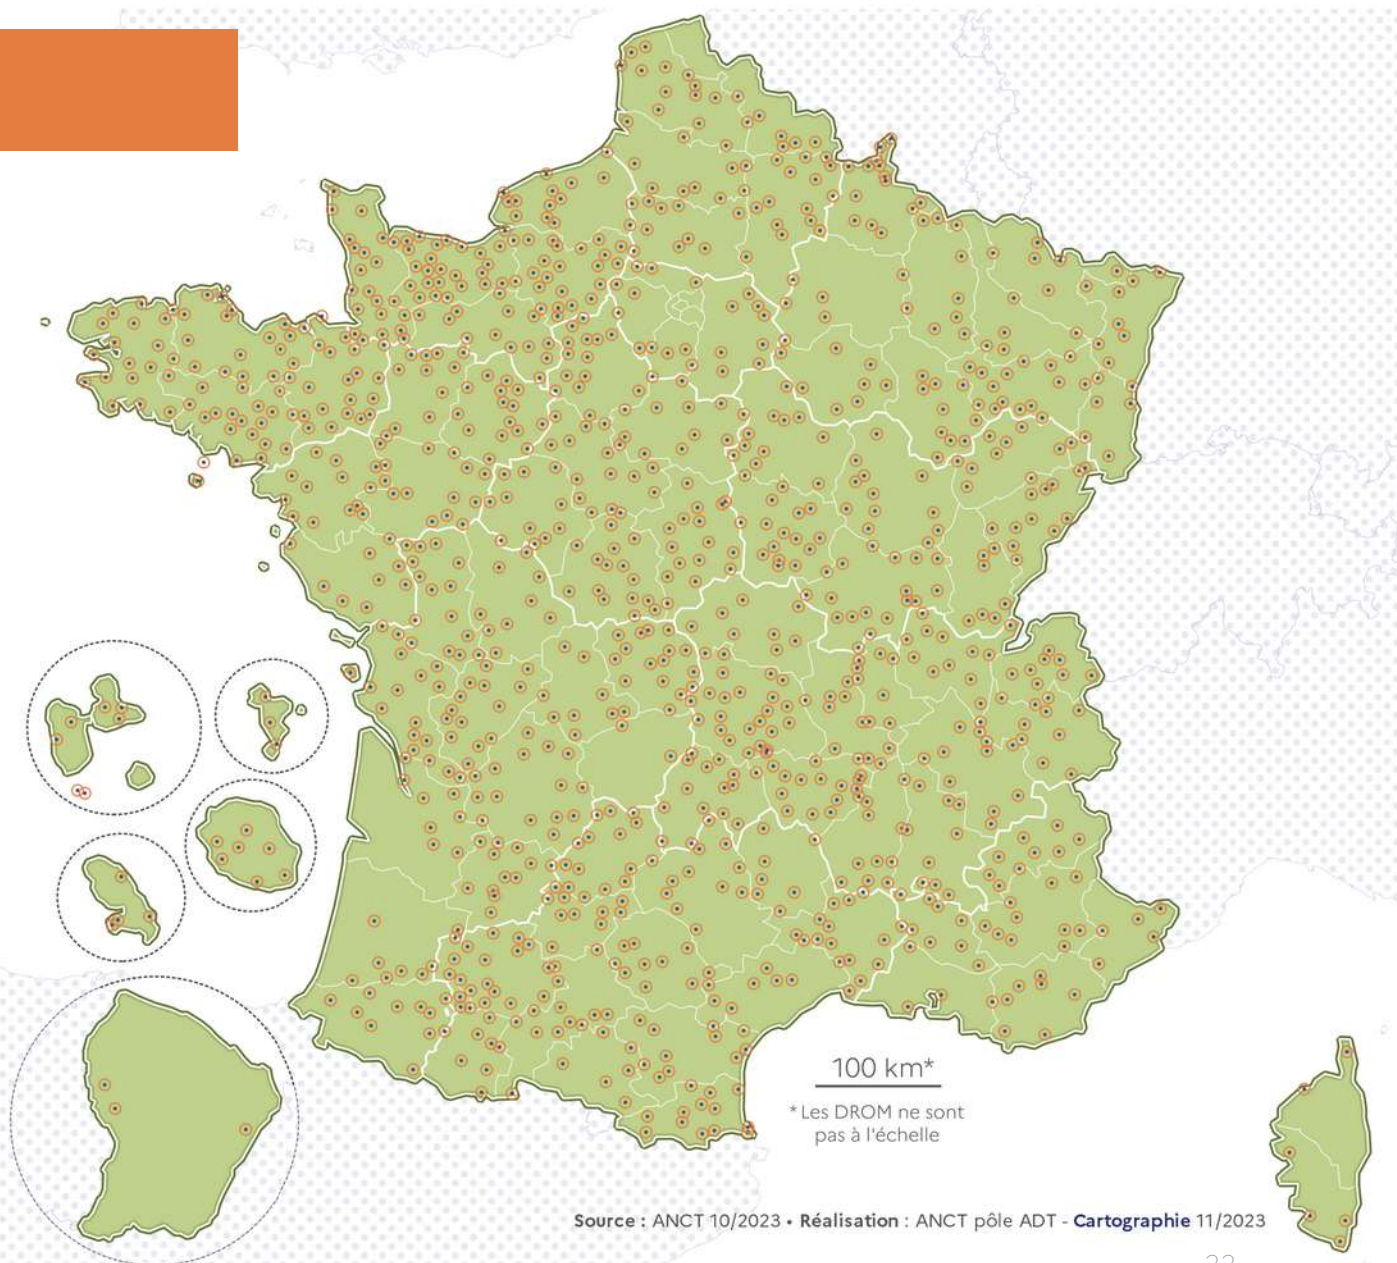 100 km*
* Les DROM ne sont
pas à l'échelle
Source : ANCT 10/2023 • Réalisation : ANCT pôle ADT - Cartographie 11/2023